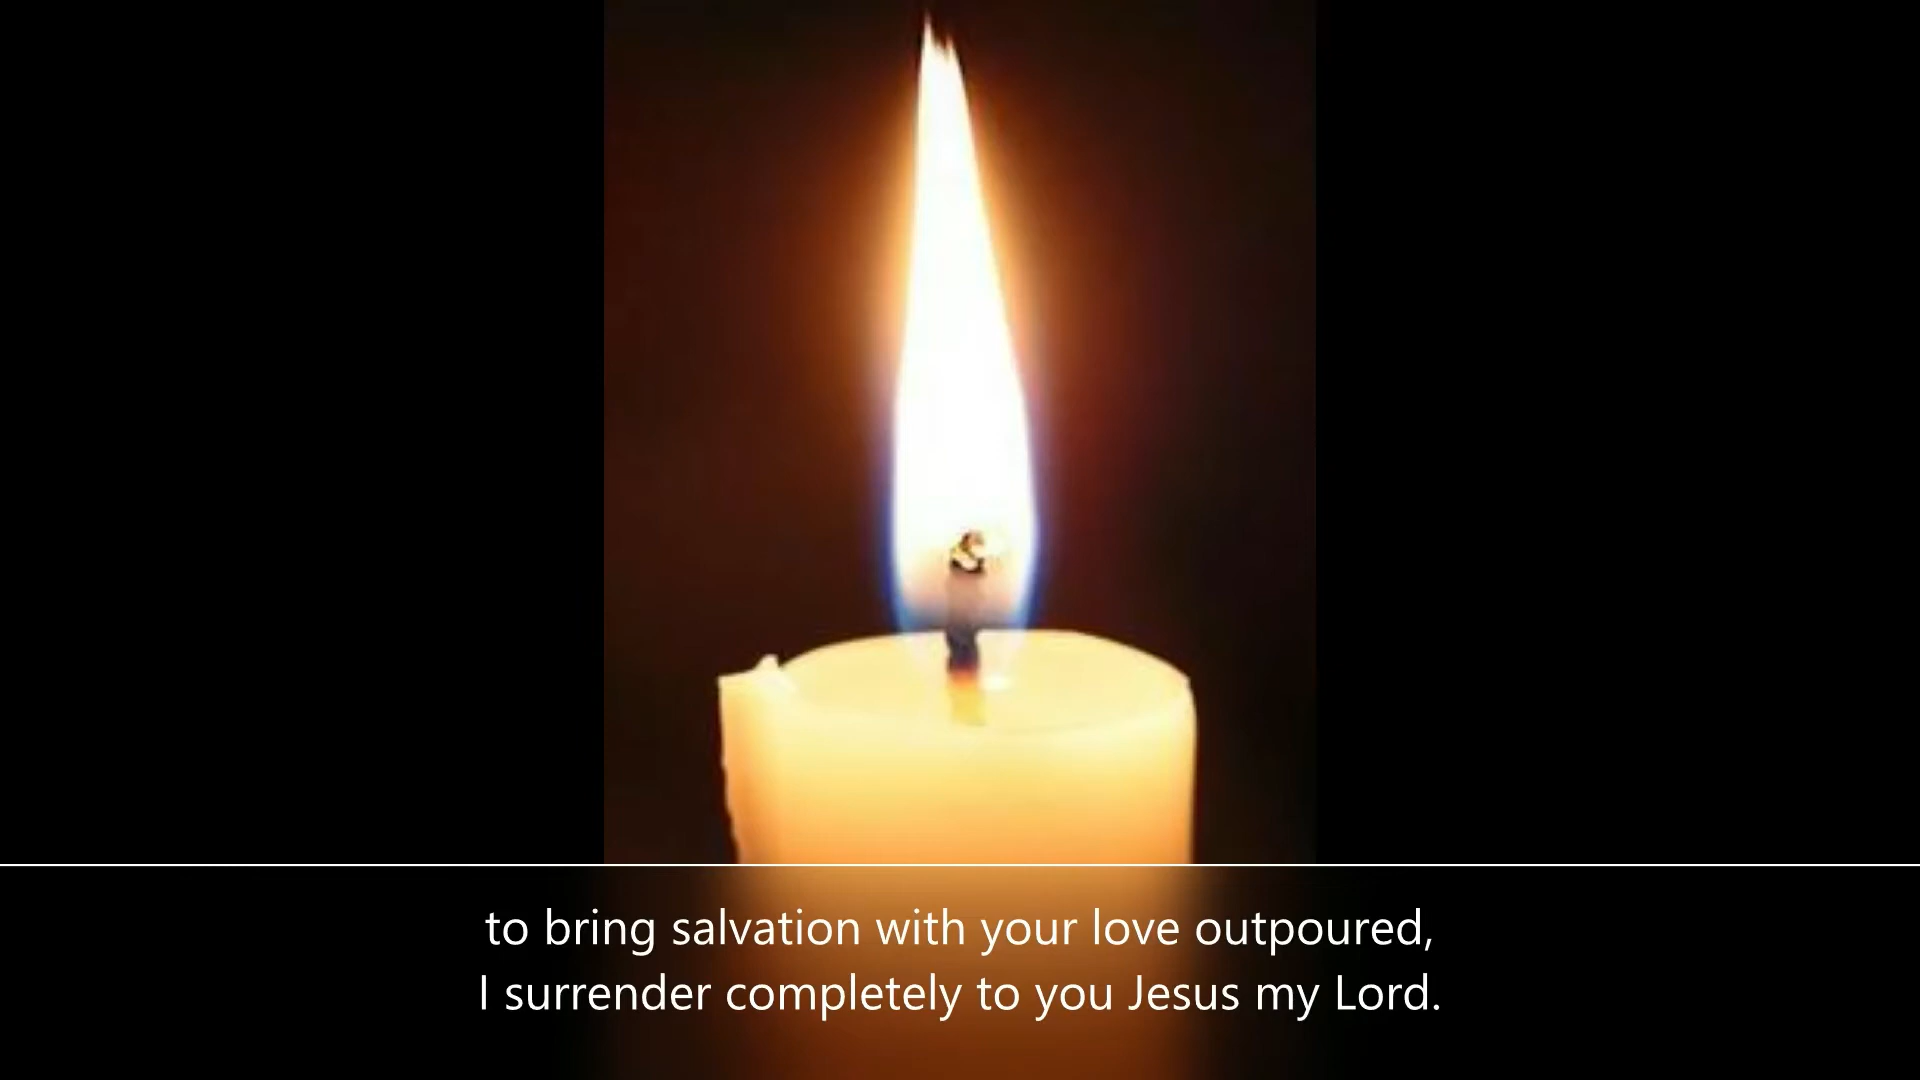 to bring salvation with your love outpoured,
I surrender completely to you Jesus my Lord.